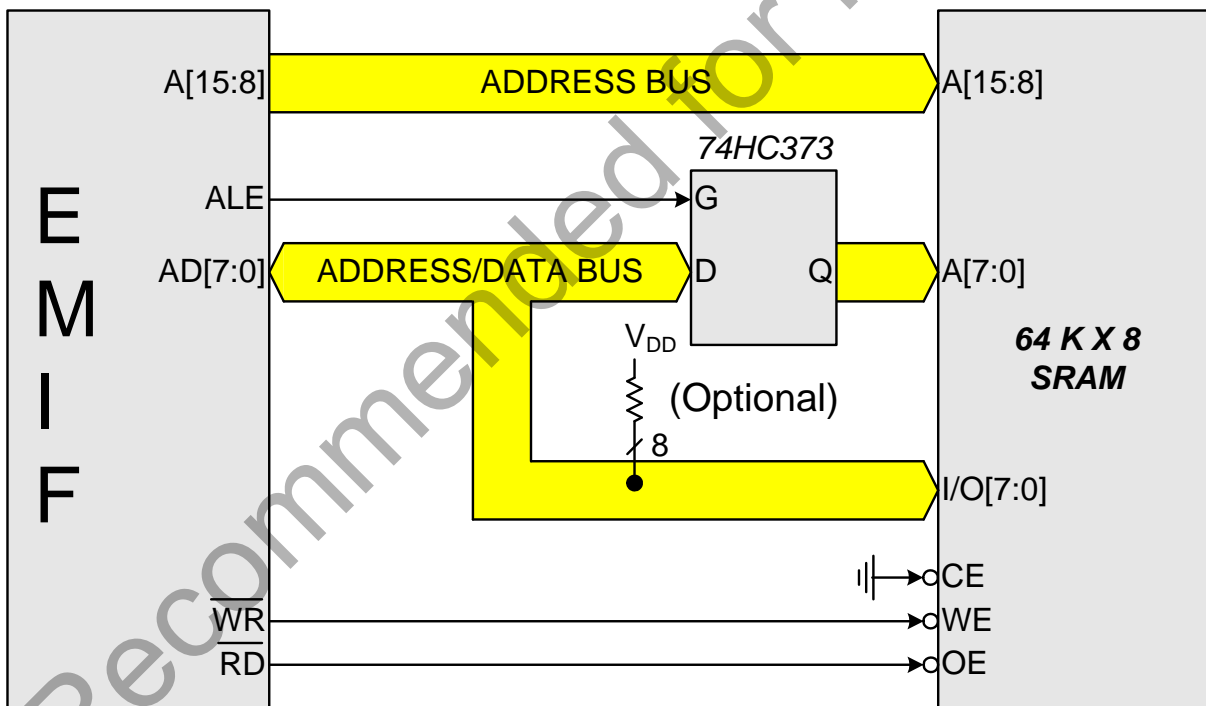 A[15:8]
ADDRESS BUS
A[15:8]
74HC373
ALE
G
AD[7:0]
ADDRESS/DATA BUS
D
Q
A[7:0]
EMIF
VDD
(Optional)
8
64 K X 8
SRAM
I/O[7:0]
CE
WR
WE
RD
OE
Recommended for